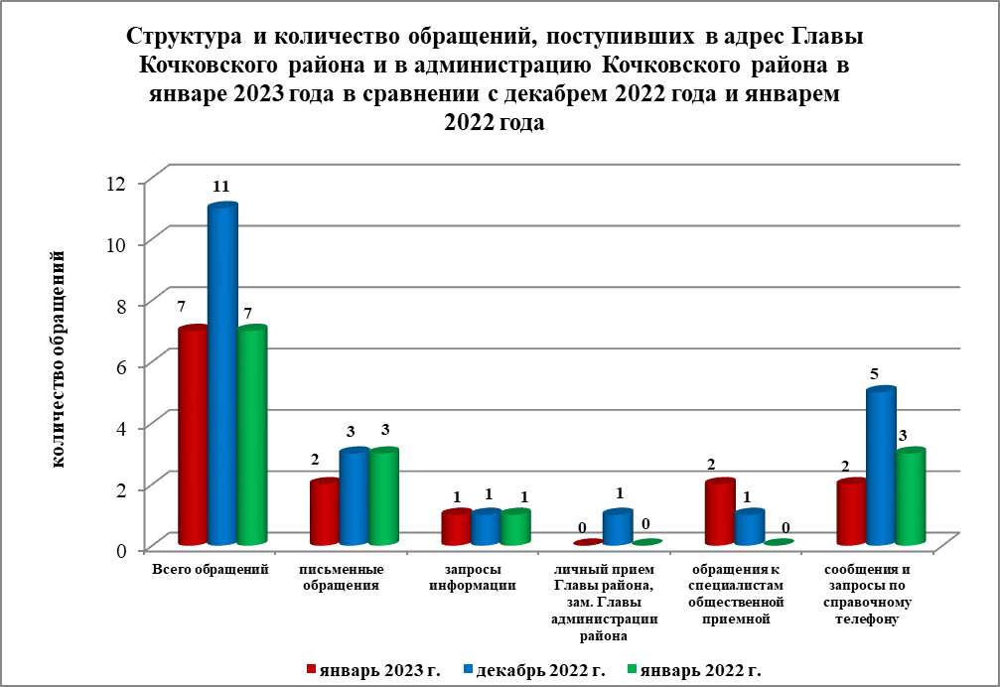 Структура и количество обращений, поступивших в адрес Главы
Кочковского района и в администрацию Кочковского района в
январе 2023 года в сравнении с декабрем 2022 года и январем
2022 года
количество обращений
12
10
8
6
4
2
0
7
11
7
2
3
3
1
1
1
0
1
0
2
1
0
2
5
3
Всего обращений
письменные
обращения
запросы
информации
личный прием
Главы района,
зам. Главы
администрации
района
обращения к
специалистам
общественной
приемной
сообщения и
запросы по
справочному
телефону
январь 2023 г.
декабрь 2022 г.
январь 2022 г.